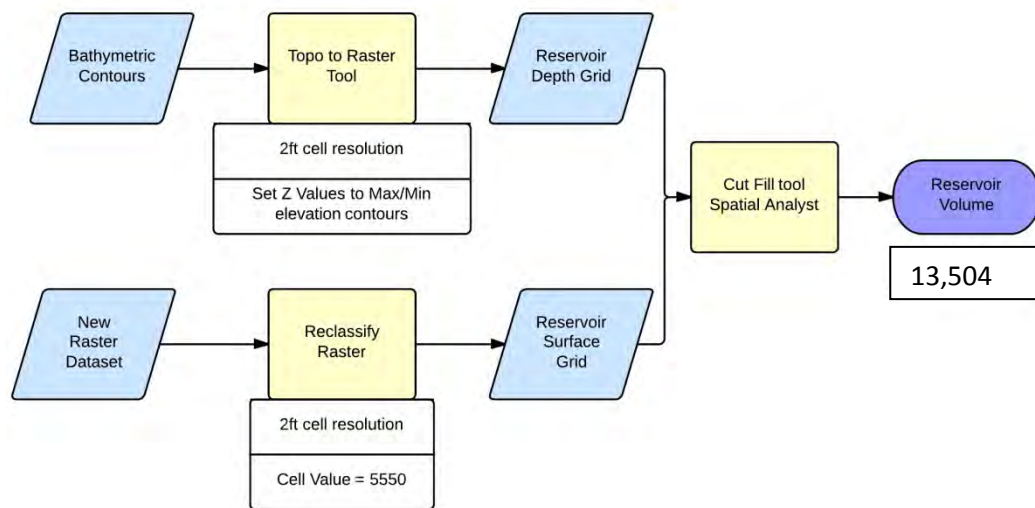 Bathymetric
Contours
Topo to Raster
Tool
Reservoir
Depth Grid
2ft cell resolution
Set Z Values to Max/Min
elevation contours
Cut Fill tool
Spatial Analyst
Reservoir
Volume
13,504
New
Raster
Dataset
Reclassify
Raster
Reservoir
Surface
Grid
2ft cell resolution
Cell Value = 5550